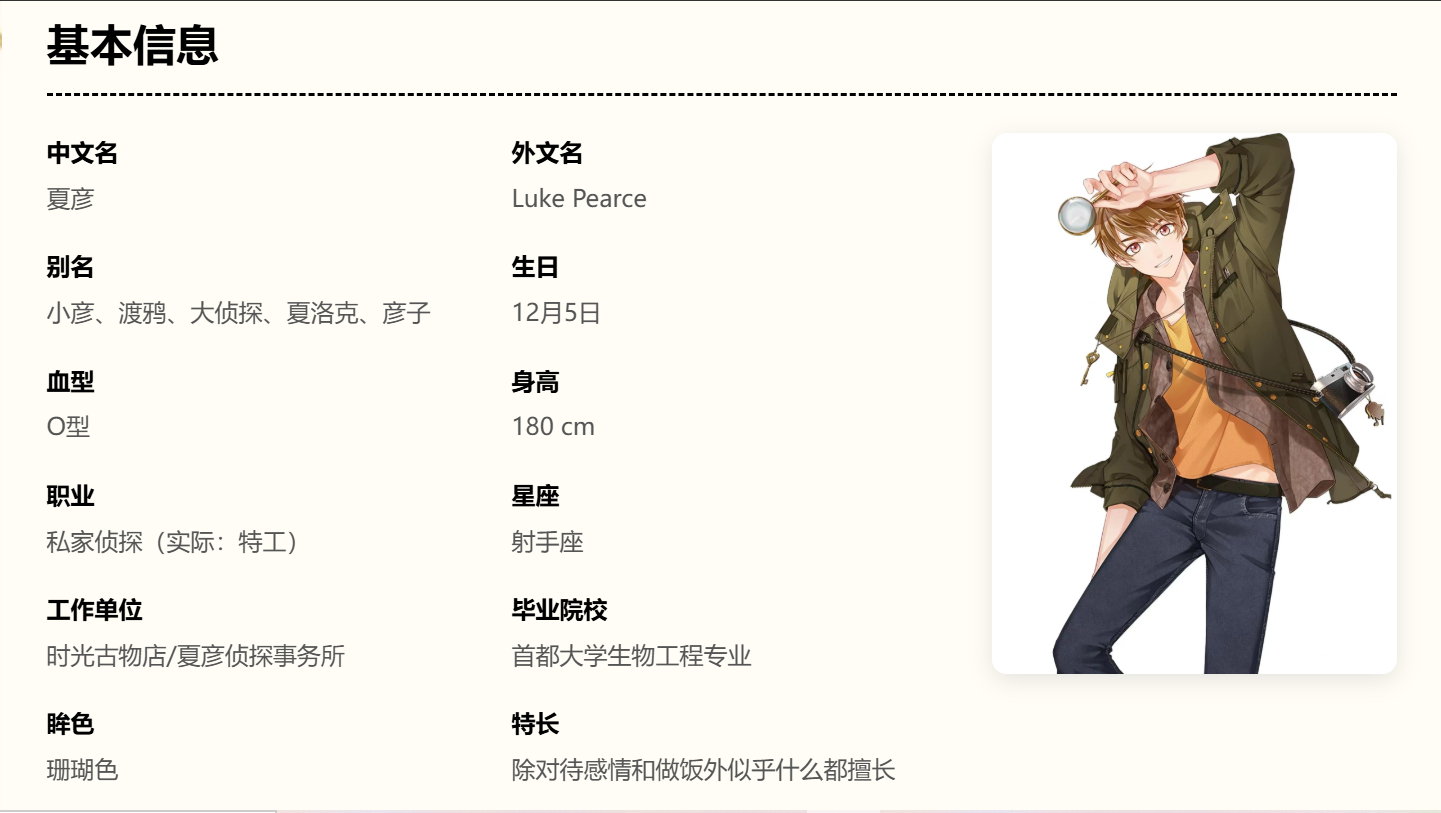 基本信息
中文名
夏彦
外文名
Luke Pearce
别名
小彦、渡鸦、大侦探、夏洛克、彦子
生日
12月5日
血型
O型
身高
180 cm
职业
私家侦探（实际：特工）
星座
射手座
工作单位
时光古物店/夏彦侦探事务所
毕业院校
首都大学生物工程专业
眸色
珊瑚色
特长
除对待感情和做饭外似乎什么都擅长